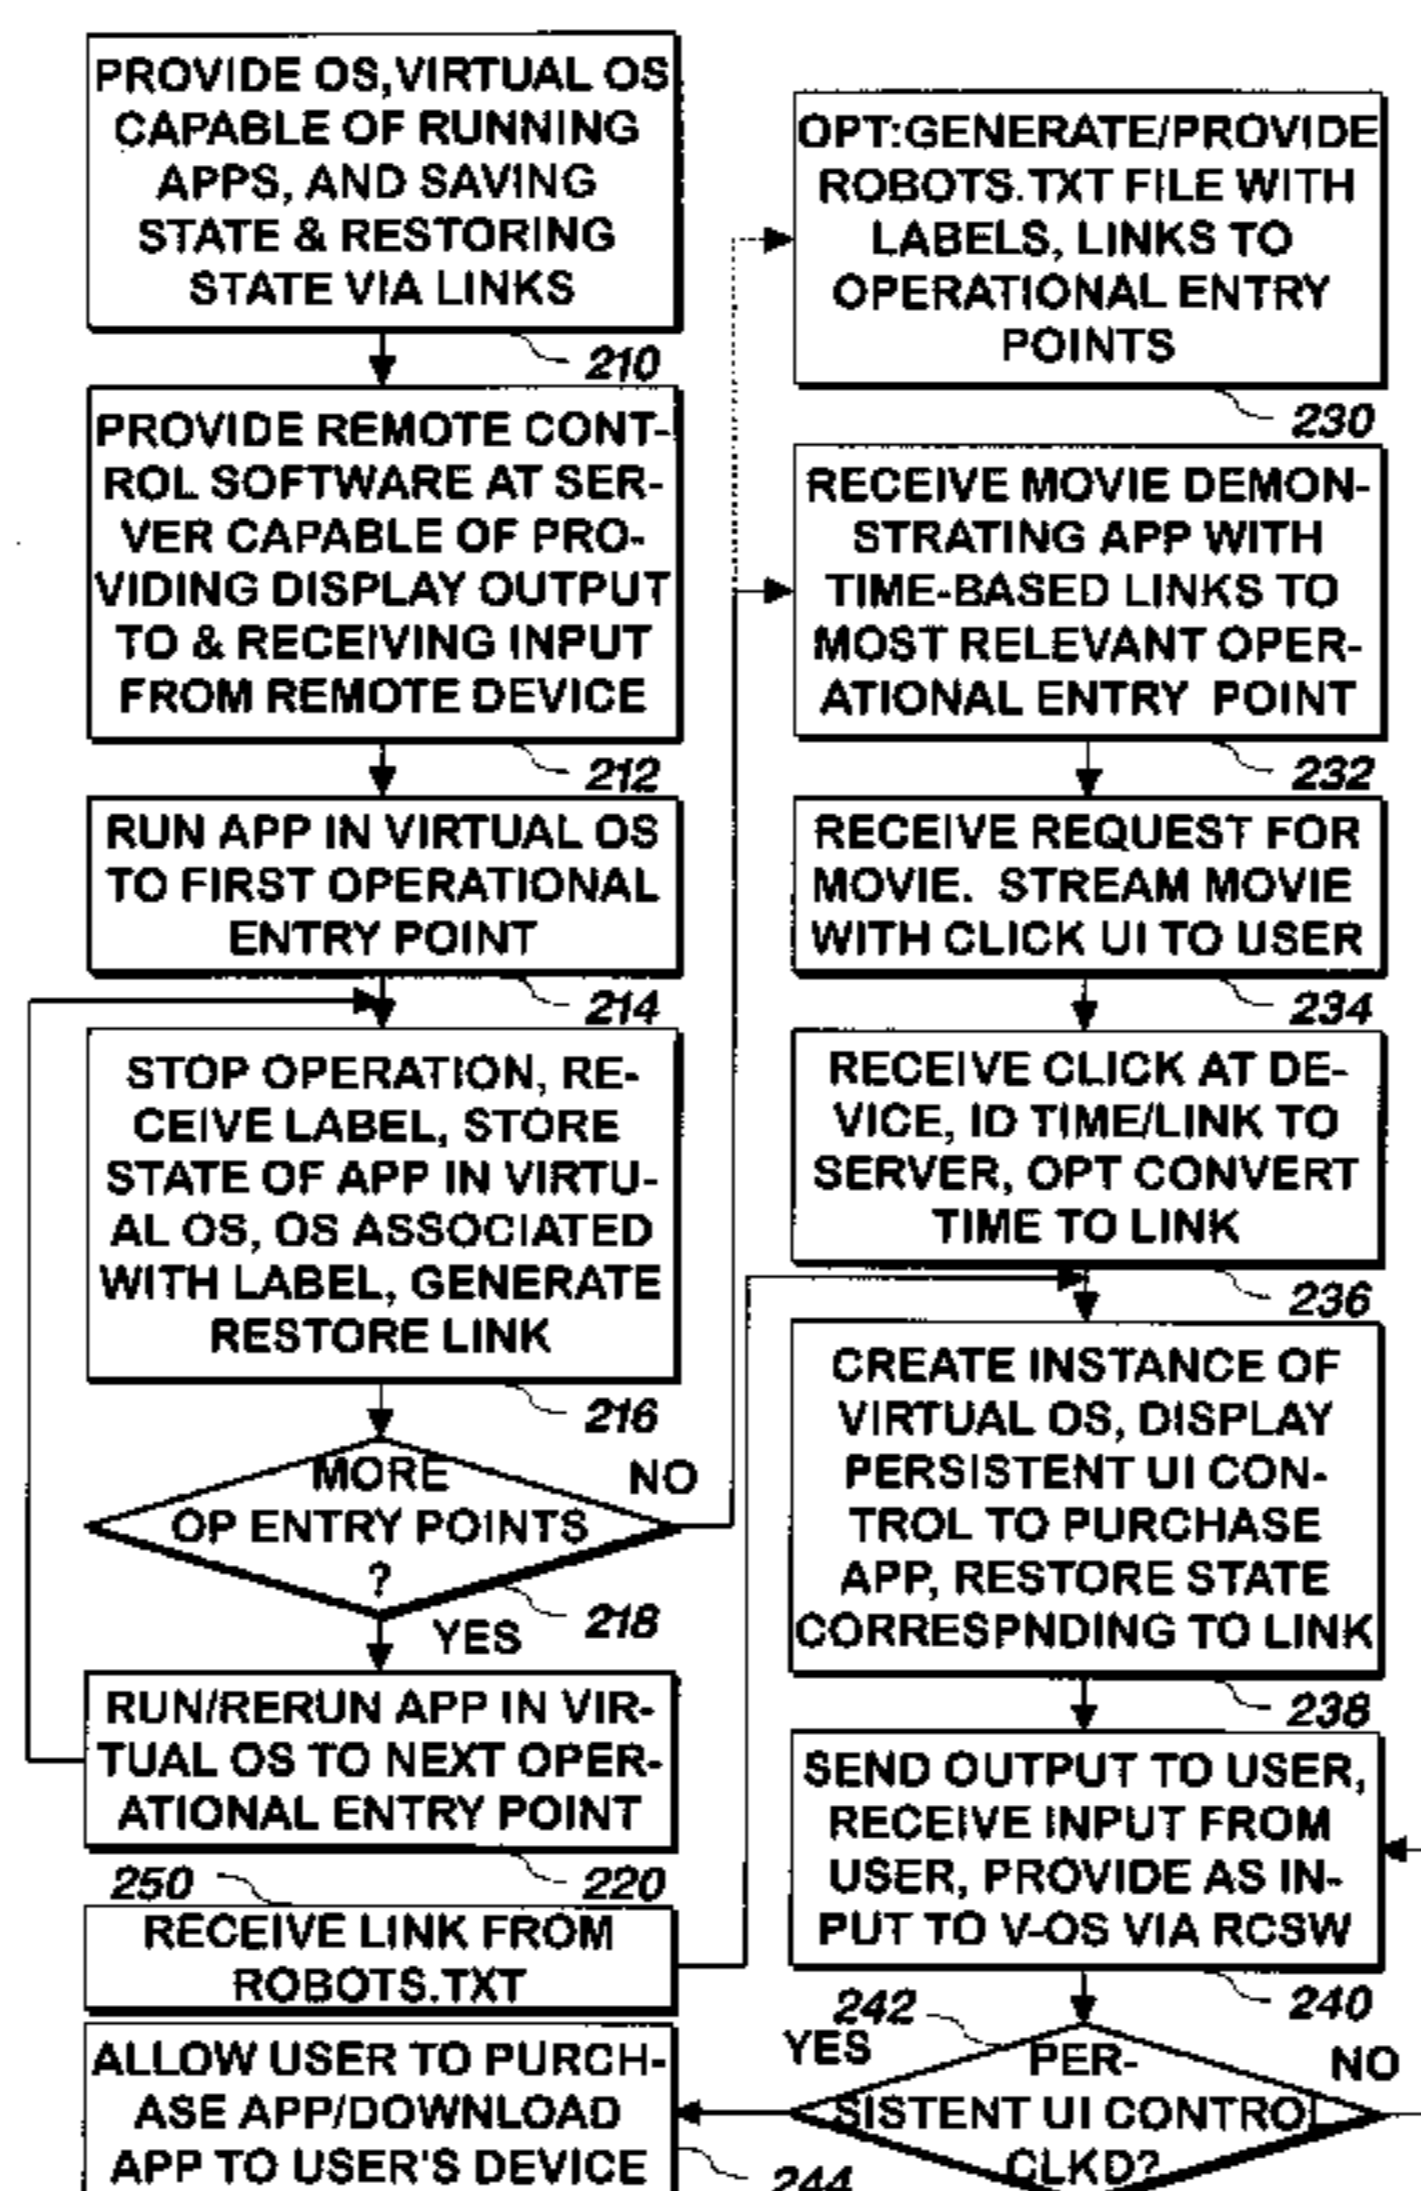 PROVIDE OS,VIRTUAL OS
CAPABLE OF RUNNING
APPS, AND SAVING
STATE & RESTORING
STATE VIA LINKS
210
PROVIDE REMOTE CONT-
ROL SOFTWARE AT SER-
VER CAPABLE OF PRO-
VIDING DISPLAY OUTPUT
TO & RECEIVING INPUT
FROM REMOTE DEVICE
212
RUN APP IN VIRTUAL OS
TO FIRST OPERATIONAL
ENTRY POINT
214
STOP OPERATION, RE-
CEIVE LABEL, STORE
STATE OF APP IN VIRTU-
AL OS, OS ASSOCIATED
WITH LABEL, GENERATE
RESTORE LINK
216
MORE
OP ENTRY POINTS
?
NO
218
YES
RUN/RERUN APP IN VIR-
TUAL OS TO NEXT OPER-
ATIONAL ENTRY POINT
220
250
RECEIVE LINK FROM
ROBOTS.TXT
ALLOW USER TO PURCH-
ASE APP/DOWNLOAD
APP TO USER'S DEVICE
244
OPT:GENERATE/PROVIDE
ROBOTS.TXT FILE WITH
LABELS, LINKS TO
OPERATIONAL ENTRY
POINTS
230
RECEIVE MOVIE DEMON-
STRATING APP WITH
TIME-BASED LINKS TO
MOST RELEVANT OPER-
ATIONAL ENTRY POINT
232
RECEIVE REQUEST FOR
MOVIE. STREAM MOVIE
WITH CLICK UI TO USER
234
RECEIVE CLICK AT DE-
VICE, ID TIME/LINK TO
SERVER, OPT CONVERT
TIME TO LINK
236
CREATE INSTANCE OF
VIRTUAL OS, DISPLAY
PERSISTENT UI CON-
TROL TO PURCHASE
APP, RESTORE STATE
CORRESPNDING TO LINK
238
SEND OUTPUT TO USER,
RECEIVE INPUT FROM
USER, PROVIDE AS IN-
PUT TO V-OS VIA RCSW
240
242
YES
PER-
SISTENT UI CONTROL
CLKD?
NO